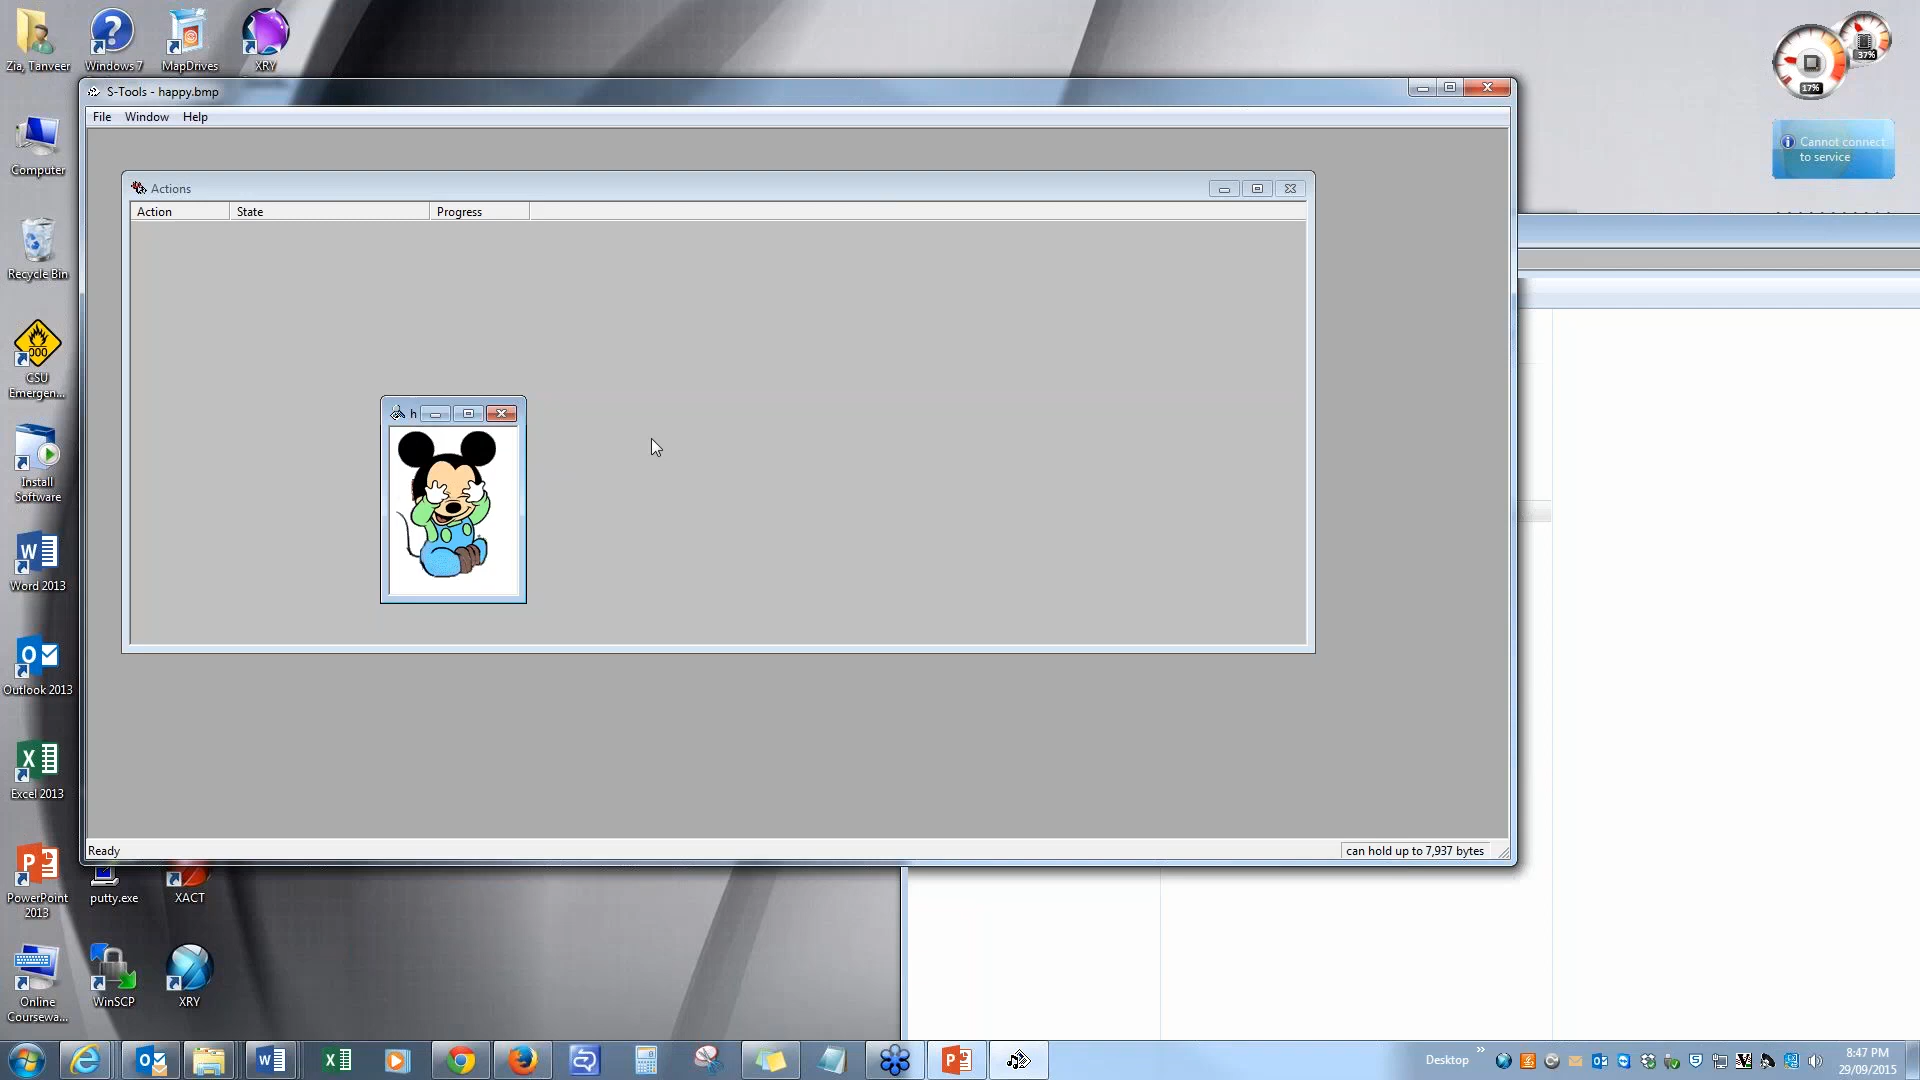 Zia, Tanveer
Windows 7
MapDrives
XRY
37%
17%
S-Tools - happy.bmp
File Window Help
Cannot connect
to service
Computer
Actions
Action State Progress
Recycle Bin
000
CSU
Emergen...
h
Install
Software
Word 2013
Outlook 2013
Excel 2013
Ready
can hold up to 7,937 bytes
PowerPoint
2013
putty.exe
XACT
Online
Coursewa...
WinSCP
XRY
Desktop
8:47 PM
29/09/2015